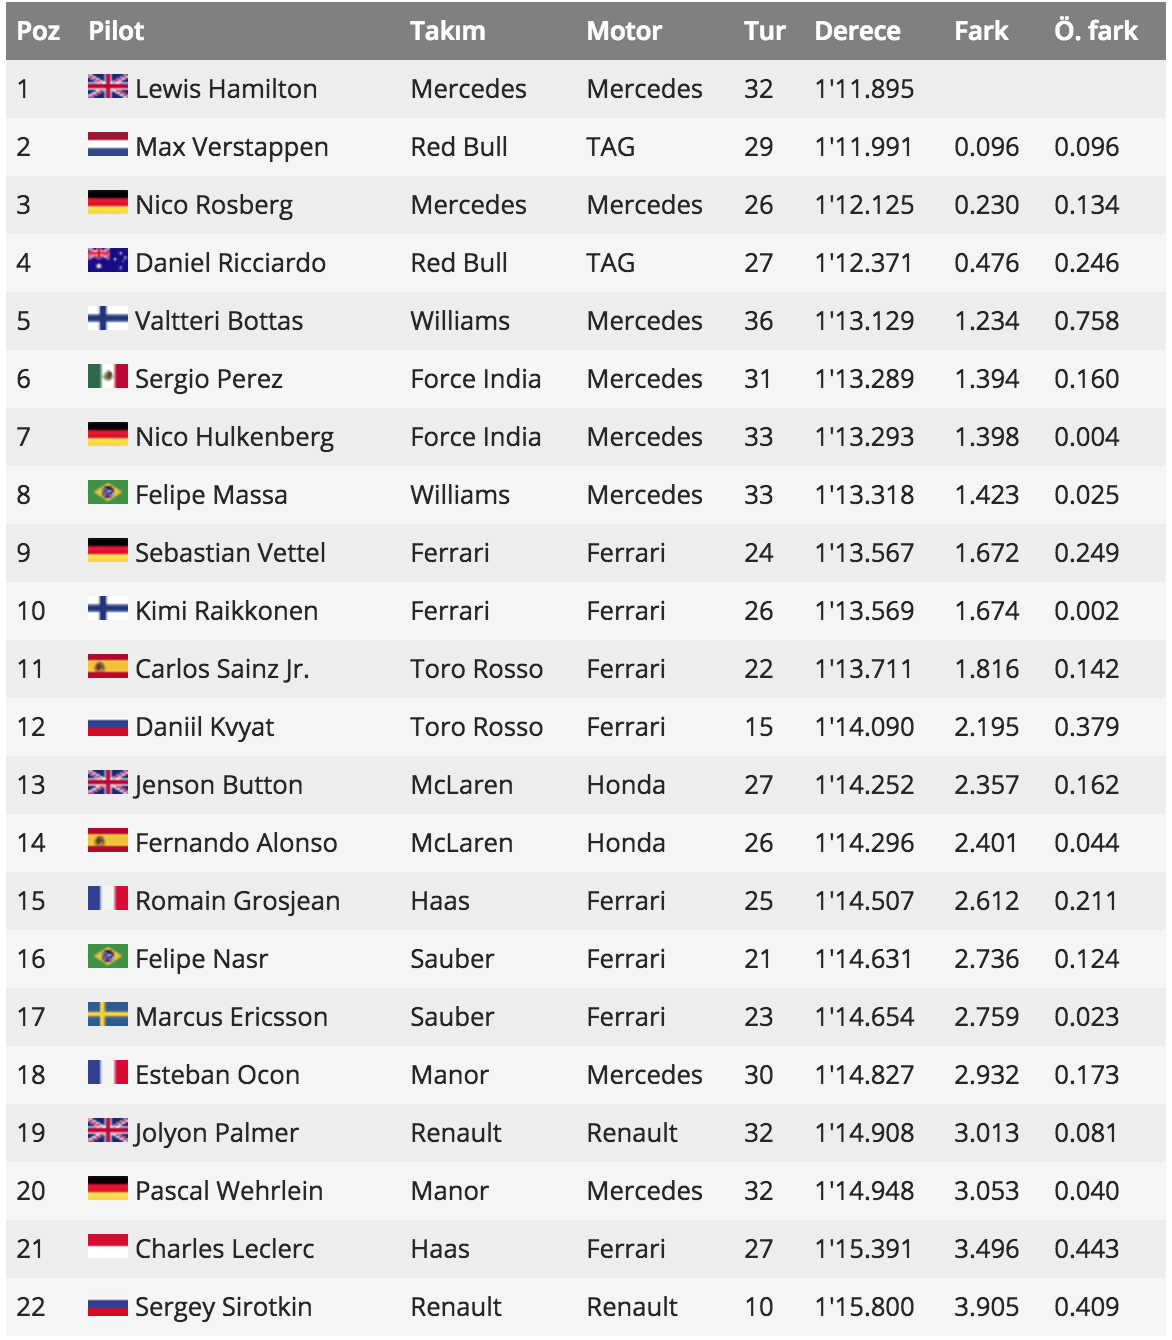 Poz Pilot Takım Motor Tur Derece Fark Ö. fark
1 Lewis Hamilton Mercedes Mercedes 32 1'11.895
2 Max Verstappen Red Bull TAG 29 1'11.991 0.096 0.096
3 Nico Rosberg Mercedes Mercedes 26 1'12.125 0.230 0.134
4 Daniel Ricciardo Red Bull TAG 27 1'12.371 0.476 0.246
5 Valtteri Bottas Williams Mercedes 36 1'13.129 1.234 0.758
6 Sergio Perez Force India Mercedes 31 1'13.289 1.394 0.160
7 Nico Hulkenberg Force India Mercedes 33 1'13.293 1.398 0.004
8 Felipe Massa Williams Mercedes 33 1'13.318 1.423 0.025
9 Sebastian Vettel Ferrari Ferrari 24 1'13.567 1.672 0.249
10 Kimi Raikkonen Ferrari Ferrari 26 1'13.569 1.674 0.002
11 Carlos Sainz Jr. Toro Rosso Ferrari 22 1'13.711 1.816 0.142
12 Daniil Kvyat Toro Rosso Ferrari 15 1'14.090 2.195 0.379
13 Jenson Button McLaren Honda 27 1'14.252 2.357 0.162
14 Fernando Alonso McLaren Honda 26 1'14.296 2.401 0.044
15 Romain Grosjean Haas Ferrari 25 1'14.507 2.612 0.211
16 Felipe Nasr Sauber Ferrari 21 1'14.631 2.736 0.124
17 Marcus Ericsson Sauber Ferrari 23 1'14.654 2.759 0.023
18 Esteban Ocon Manor Mercedes 30 1'14.827 2.932 0.173
19 Jolyon Palmer Renault Renault 32 1'14.908 3.013 0.081
20 Pascal Wehrlein Manor Mercedes 32 1'14.948 3.053 0.040
21 Charles Leclerc Haas Ferrari 27 1'15.391 3.496 0.443
22 Sergey Sirotkin Renault Renault 10 1'15.800 3.905 0.409